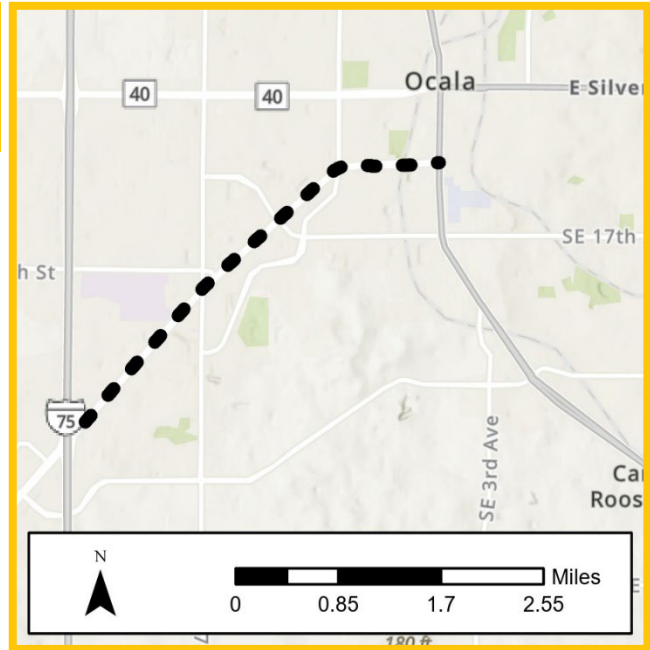 40
40
Ocala
E Silver
SE 17th
h St
75
SE 3rd Ave
Ca
Roos
N
Miles
0 0.85 1.7 2.55
180 ft